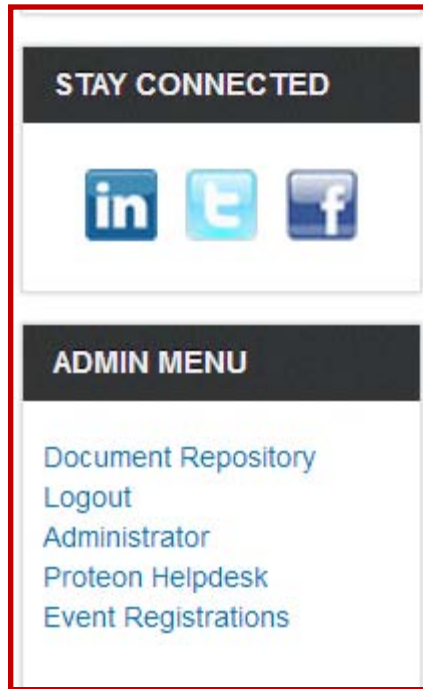 STAY CONNECTED
in t f
ADMIN MENU
Document Repository
Logout
Administrator
Proteon Helpdesk
Event Registrations